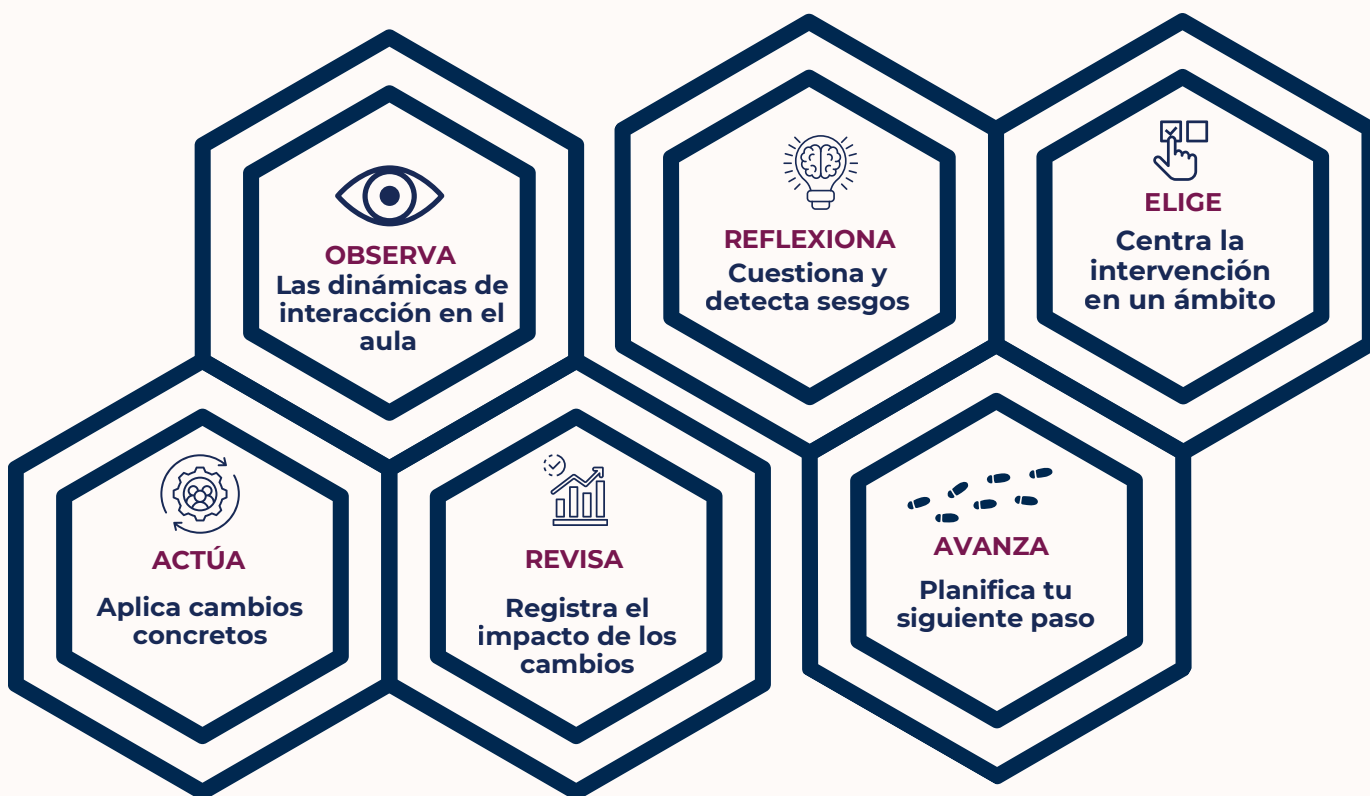 OBSERVA
Las dinámicas de
interacción en el
aula
REFLEXIONA
Cuestiona y
detecta sesgos
ELIGE
Centra la
intervención
en un ámbito
ACTÚA
Aplica cambios
concretos
REVISA
Registra el
impacto de los
cambios
AVANZA
Planifica tu
siguiente paso